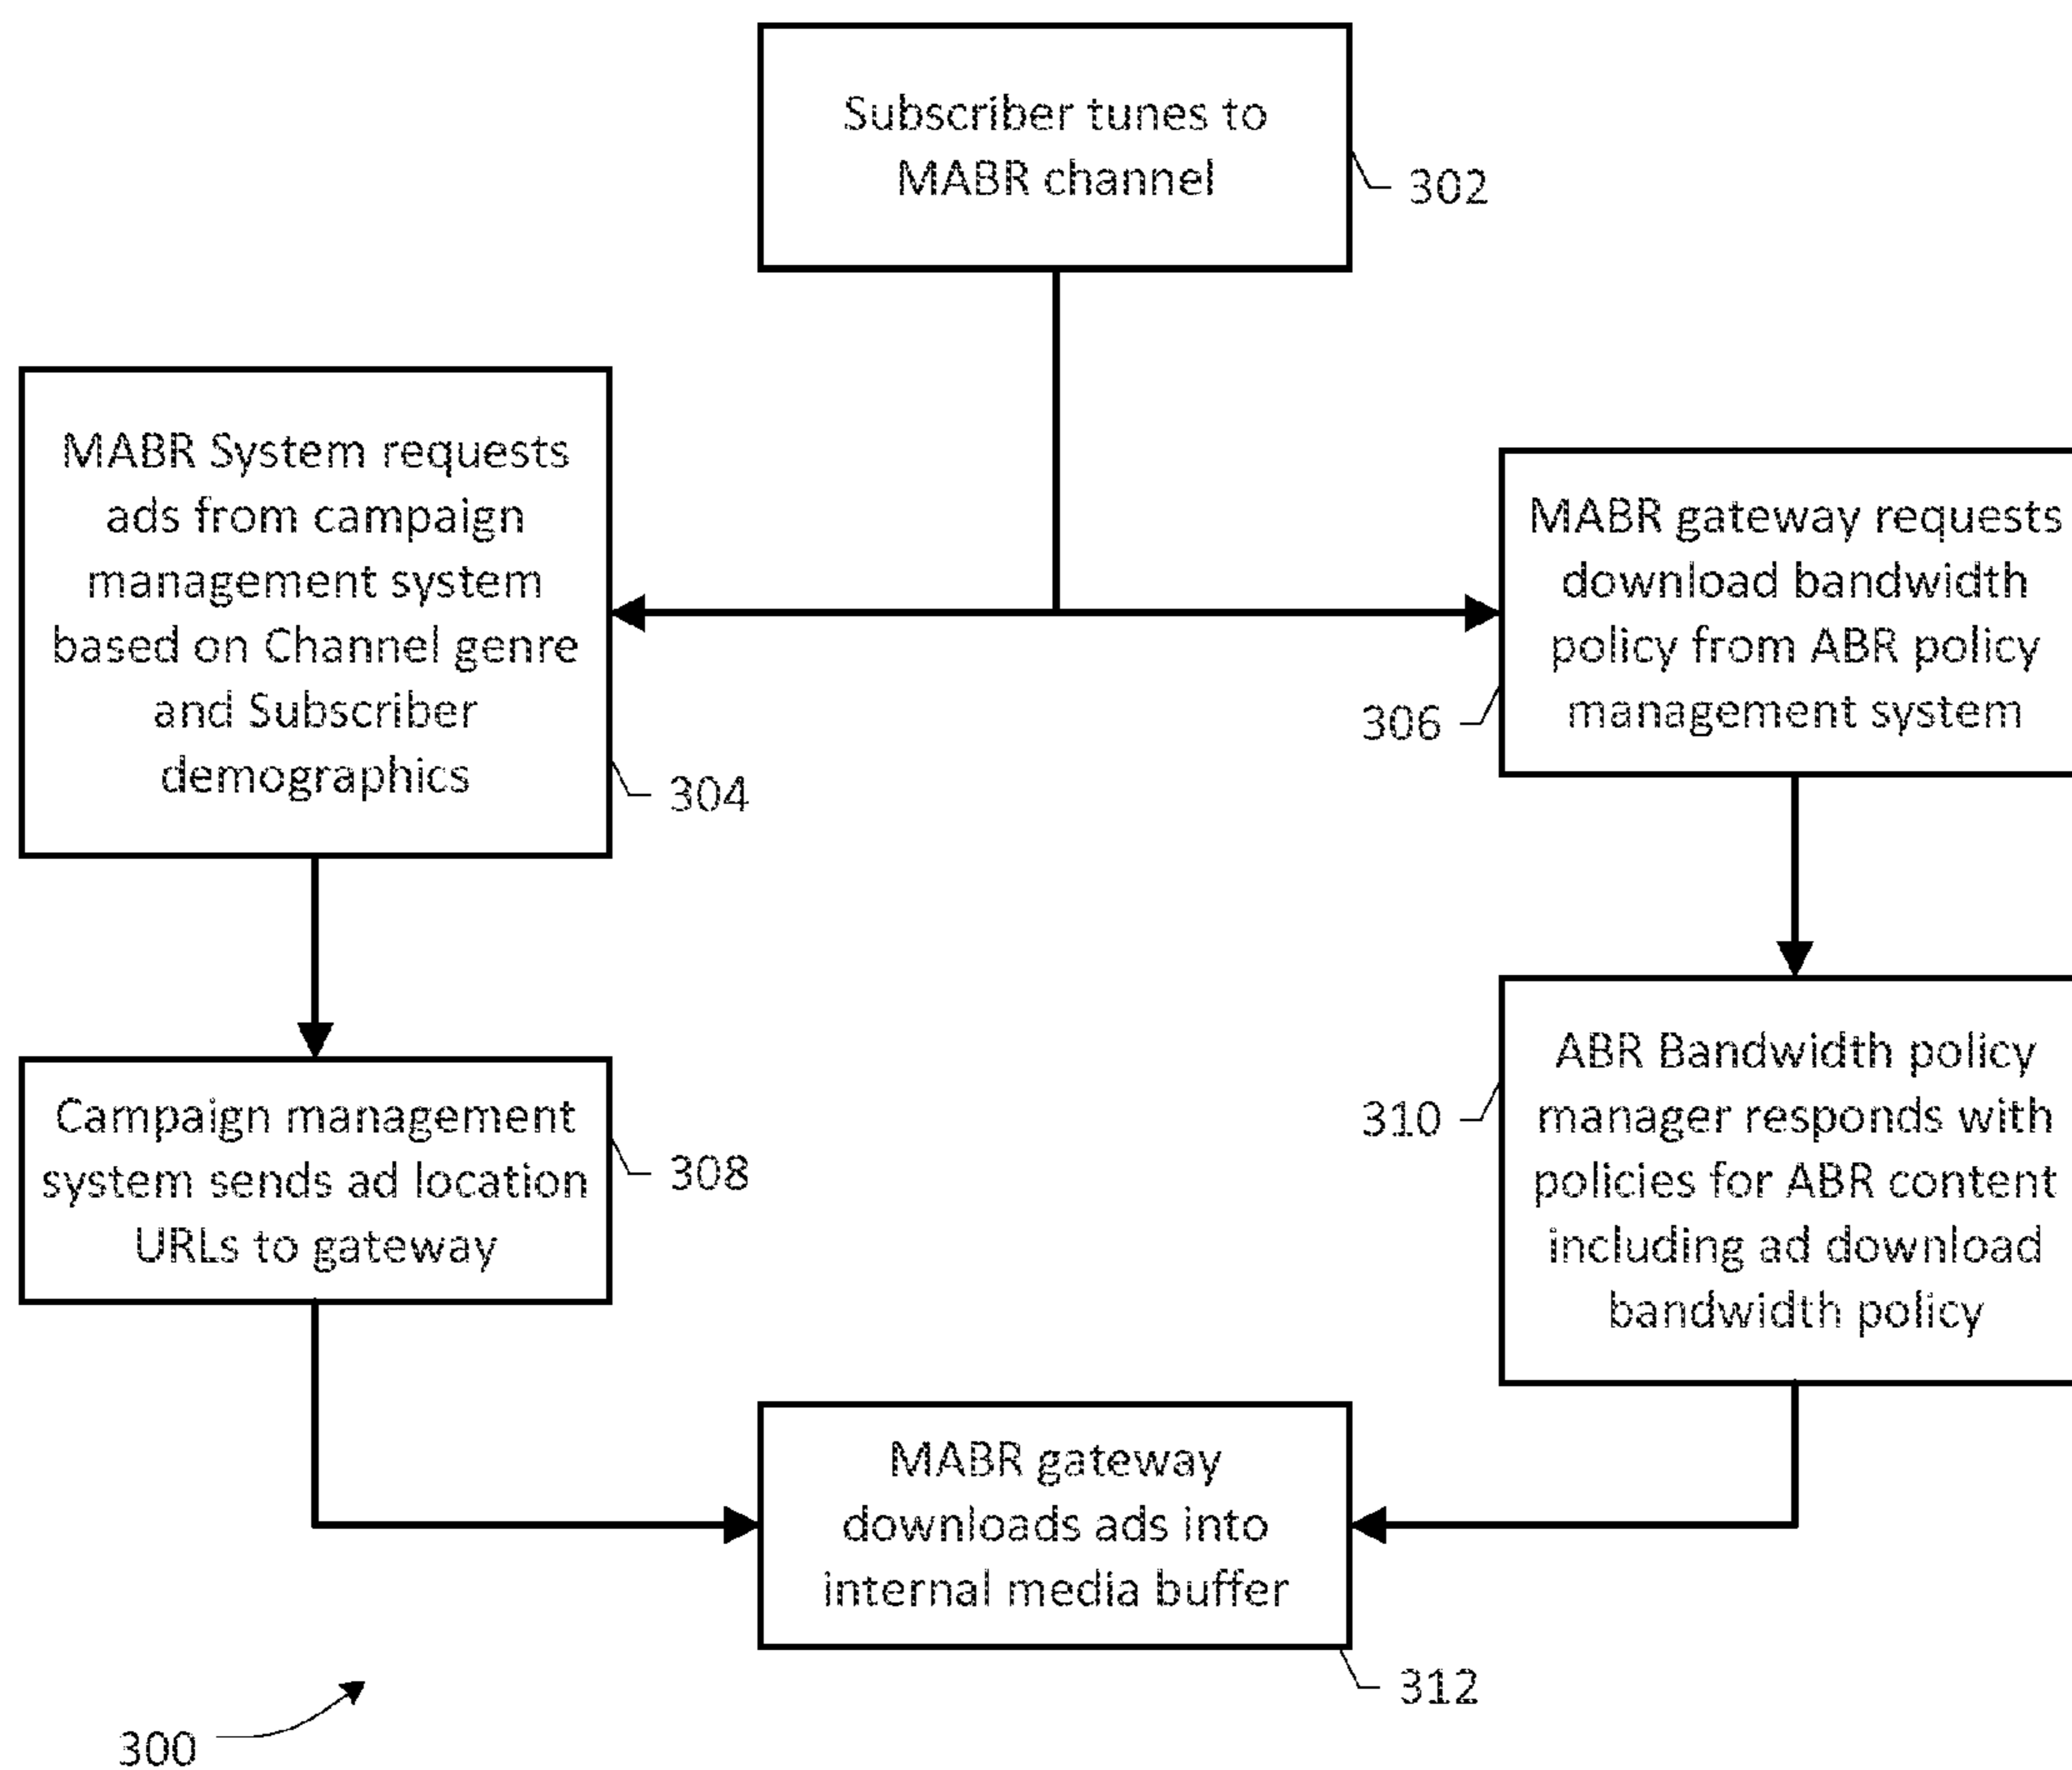 Subscriber tunes to
MABR channel
302
MABR System requests
ads from campaign
management system
based on Channel genre
and Subscriber
demographics
304
MABR gateway requests
download bandwidth
policy from ABR policy
management system
306
Campaign management
system sends ad location
URLs to gateway
308
ABR Bandwidth policy
manager responds with
policies for ABR content
including ad download
bandwidth policy
310
MABR gateway
downloads ads into
internal media buffer
312
300